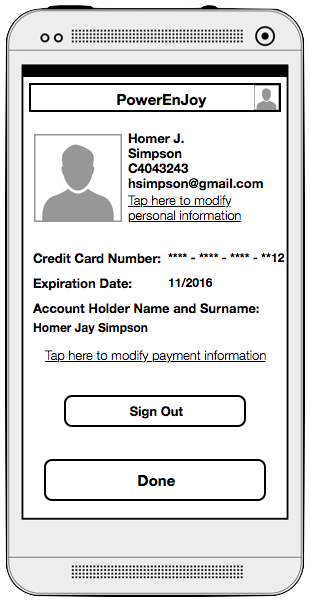 PowerEnJoy
Homer J.
Simpson
C4043243
hsimpson@gmail.com
Tap here to modify
personal information
Credit Card Number: **** - **** - **** - **12
Expiration Date: 11/2016
Account Holder Name and Surname:
Homer Jay Simpson
Tap here to modify payment information
Sign Out
Done